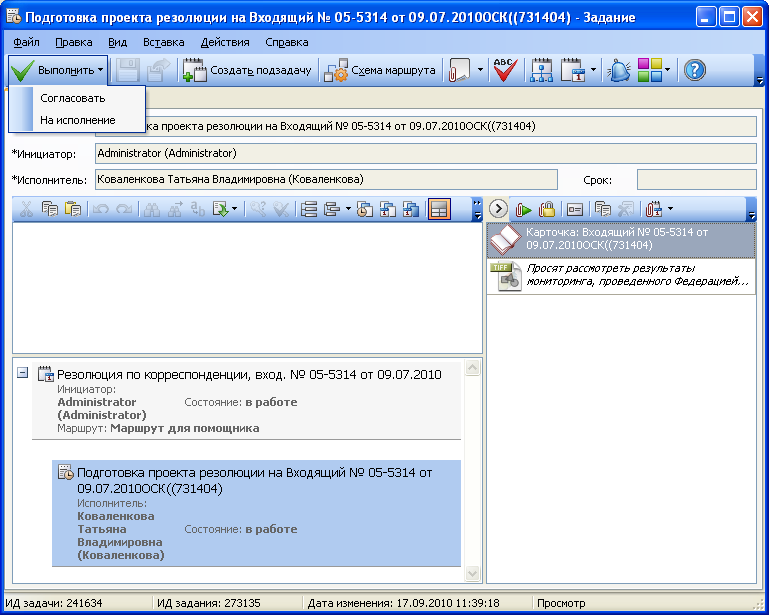 Подготовка проекта резолюции на Входящий № 05-5314 от 09.07.2010ОСК((731404) - Задание
Файл Правка Вид Вставка Действия Справка
Выполнить Создать подзадачу Схема маршрута ABC
Согласовать
На исполнение
ка проекта резолюции на Входящий № 05-5314 от 09.07.2010ОСК((731404)
*Инициатор: Administrator (Administrator)
*Исполнитель: Коваленкова Татьяна Владимировна (Коваленкова) Срок:
Карточка: Входящий № 05-5314 от
09.07.2010ОСК((731404)
TIFF
Просят рассмотреть результаты
мониторинга, проведенного Федерацией...
Резолюция по корреспонденции, вход. № 05-5314 от 09.07.2010
Инициатор:
Administrator
(Administrator)
Состояние: в работе
Маршрут: Маршрут для помощника
Подготовка проекта резолюции на Входящий № 05-5314 от
09.07.2010ОСК((731404)
Исполнитель:
Коваленкова
Татьяна
Владимировна
(Коваленкова)
Состояние: в работе
ИД задачи: 241634 ИД задания: 273135 Дата изменения: 17.09.2010 11:39:18 Просмотр